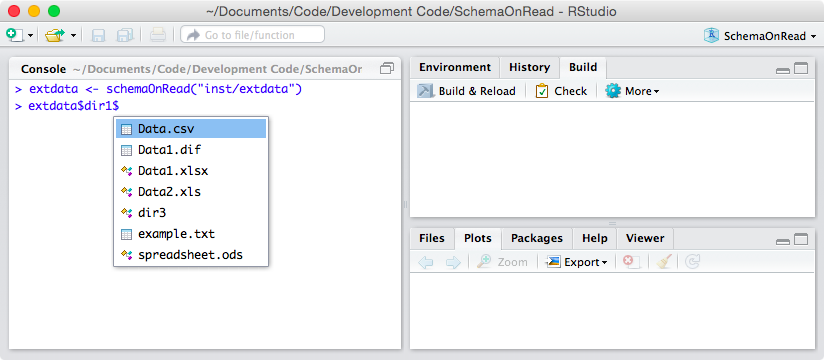 ~/Documents/Code/Development Code/SchemaOnRead - RStudio
Go to file/function
SchemaOnRead
Console ~/Documents/Code/Development Code/SchemaOr
> extdata <- schemaOnRead("inst/extdata")
> extdata$dir1$
Data.csv
Data1.dif
Data1.xlsx
Data2.xls
dir3
example.txt
spreadsheet.ods
Environment History Build
Build & Reload Check More
Files Plots Packages Help Viewer
Zoom Export